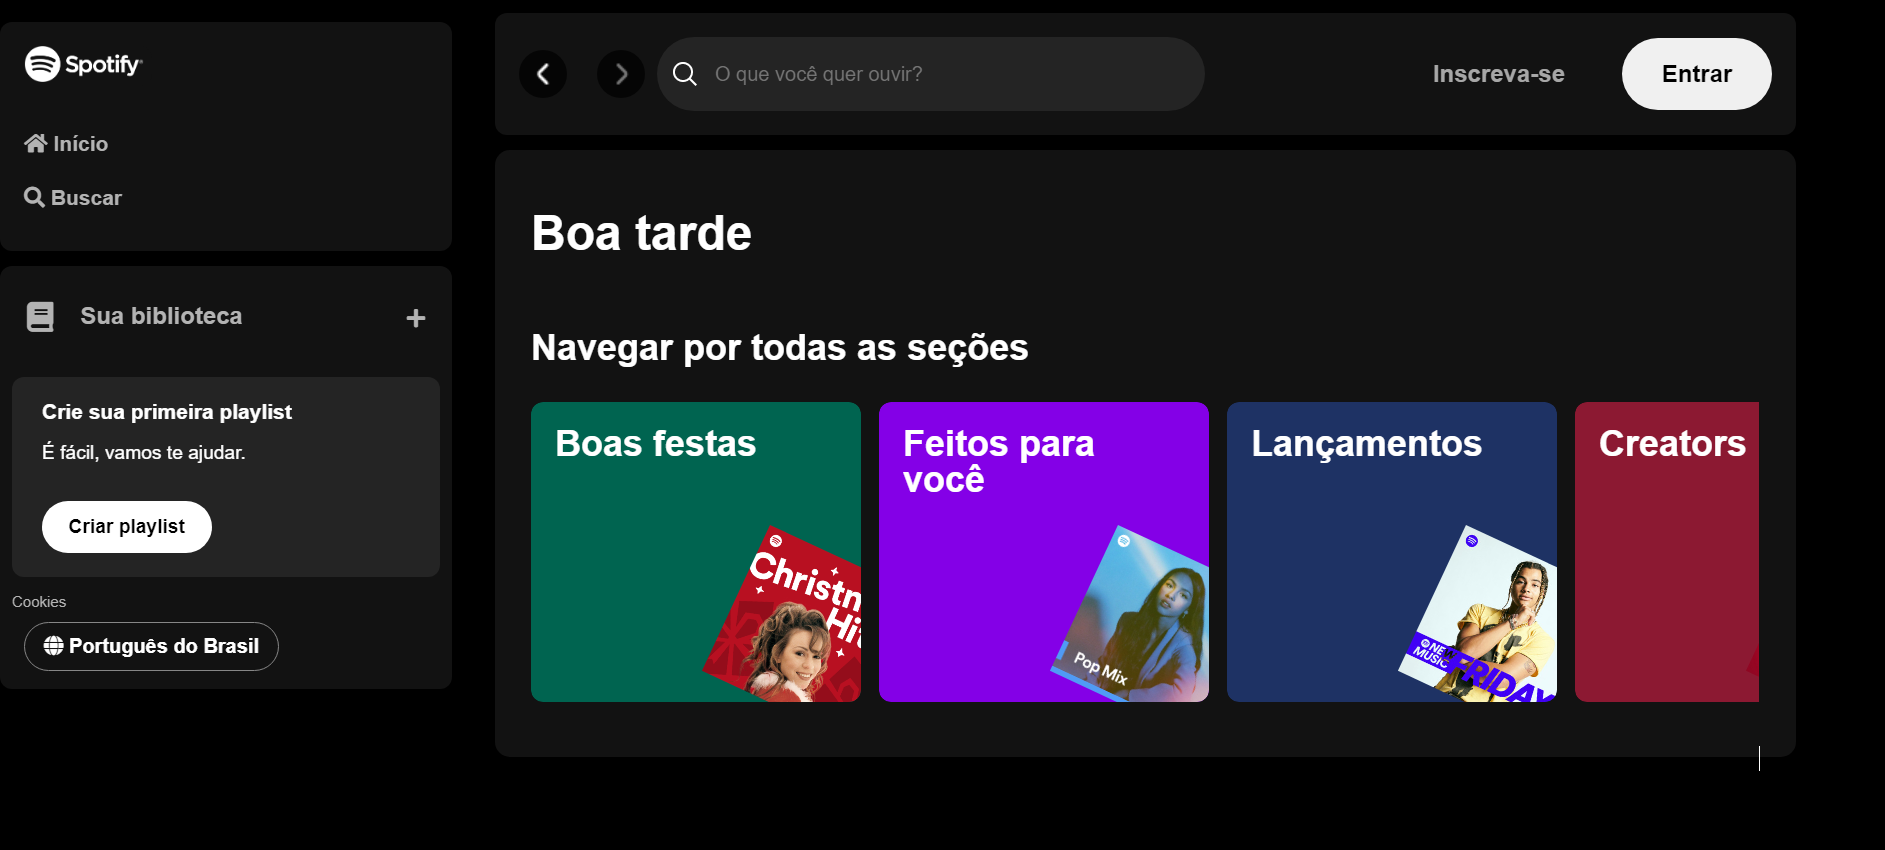 Spotify
Início
Buscar
Sua biblioteca
Crie sua primeira playlist
É fácil, vamos te ajudar.
Criar playlist
Cookies
Português do Brasil
O que você quer ouvir?
Inscreva-se
Entrar
Boa tarde
Navegar por todas as seções
Boas festas
Feitos para
você
Lançamentos
Creators
Pop Mix
NEW
MUSIC
FRIDAY